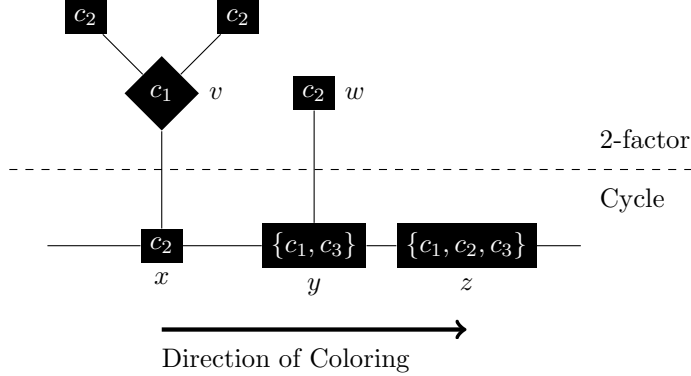 c₂ c₂
c₁ v c₂ w
2-factor
Cycle
c₂ {c₁, c₃} {c₁, c₂, c₃}
x y z
Direction of Coloring